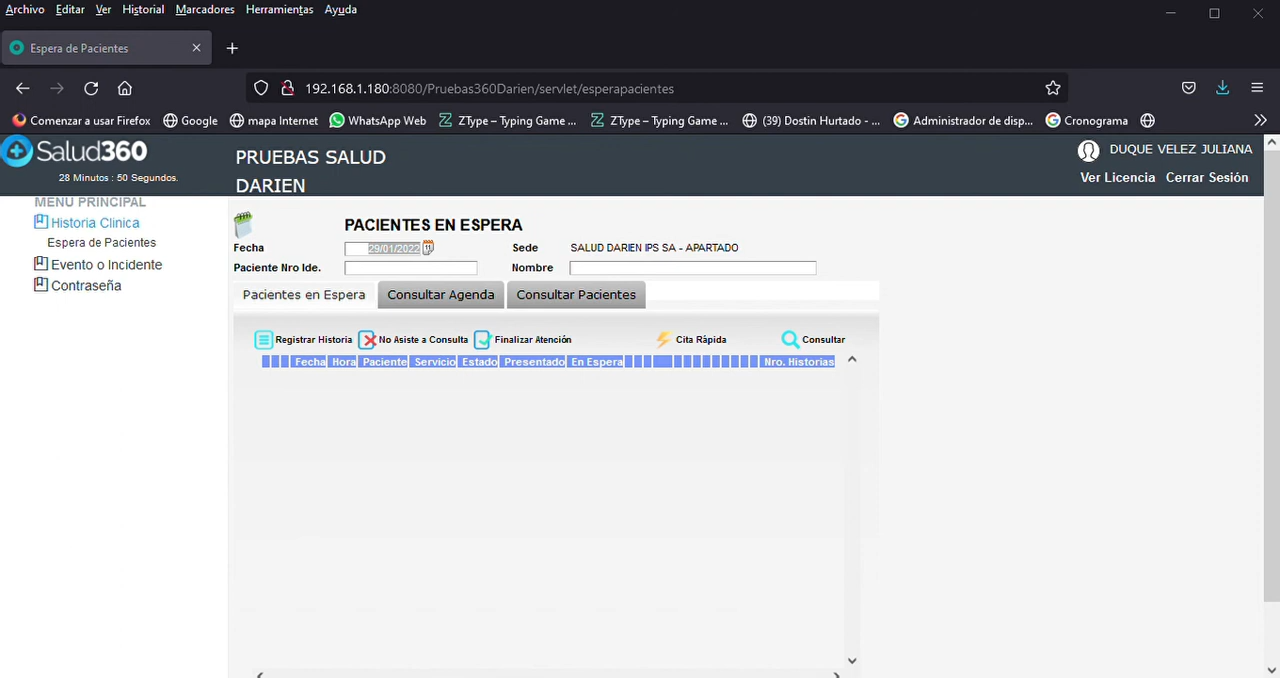 Archivo Editar Ver Historial Marcadores Herramientas Ayuda
Espera de Pacientes
192.168.1.180:8080/Pruebas360Darien/servlet/esperapacientes
Comenzar a usar Firefox Google mapa Internet WhatsApp Web ZType – Typing Game ... ZType – Typing Game ... (39) Dostin Hurtado - ... Administrador de disp... Cronograma
Salud360
28 Minutos : 50 Segundos.
PRUEBAS SALUD
DARIEN
DUQUE VELEZ JULIANA
Ver Licencia Cerrar Sesión
MENU PRINCIPAL
Historia Clinica
Espera de Pacientes
Evento o Incidente
Contraseña
PACIENTES EN ESPERA
Fecha 29/01/2022 11 Sede SALUD DARIEN IPS SA - APARTADO
Paciente Nro Ide. Nombre
Pacientes en Espera Consultar Agenda Consultar Pacientes
Registrar Historia No Asiste a Consulta Finalizar Atención Cita Rápida Consultar
Fecha Hora Paciente Servicio Estado Presentado En Espera Nro. Historias